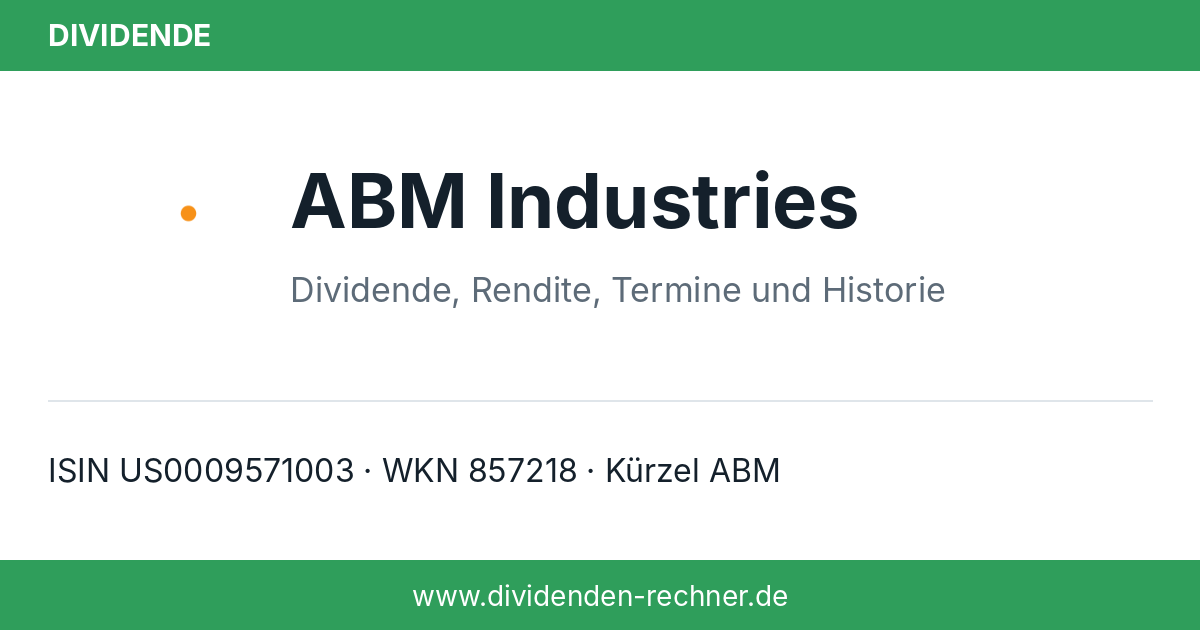 DIVIDENDE
ABM Industries
Dividende, Rendite, Termine und Historie
ISIN US0009571003 · WKN 857218 · Kürzel ABM
www.dividenden-rechner.de